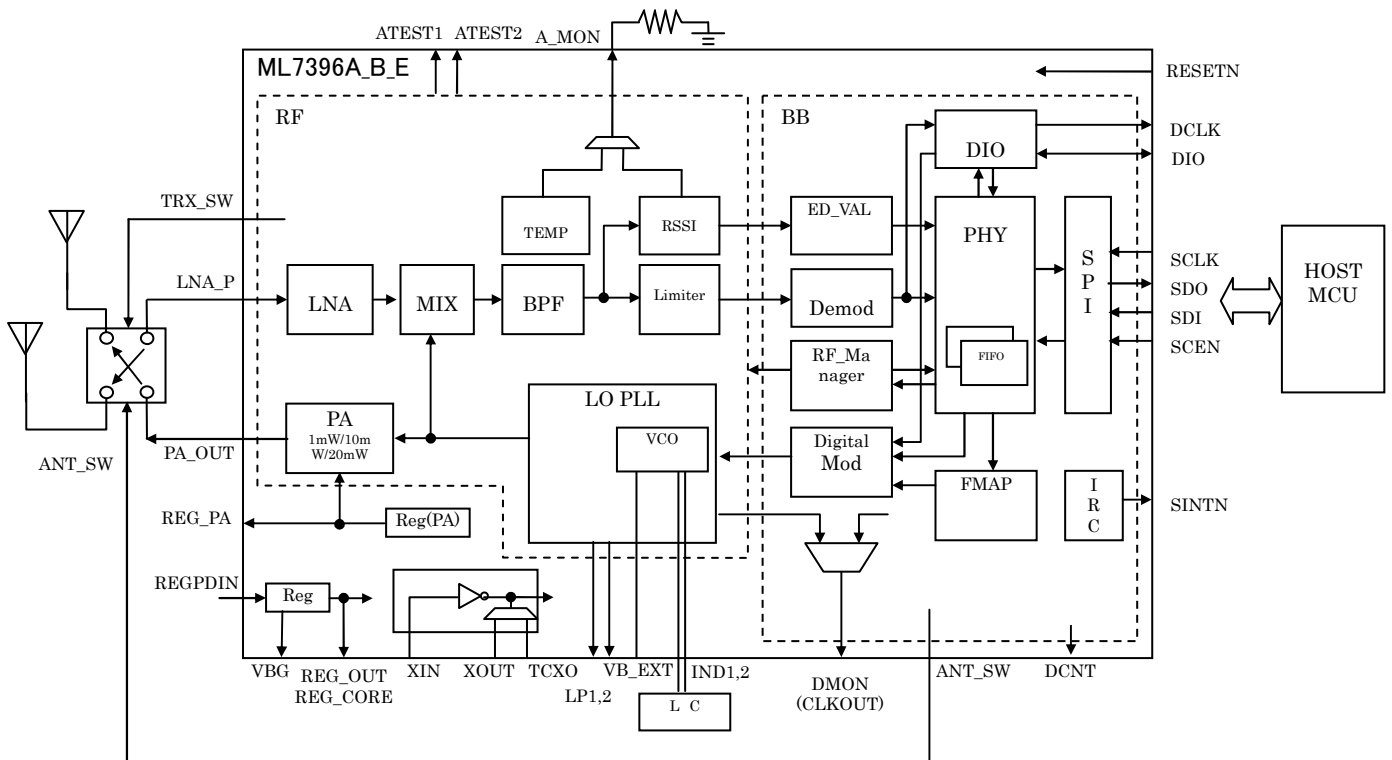 ATEST1
ATEST2
A_MON
ML7396A_B_E
RESETN
RF
BB
DIO
DCLK
DIO
TRX_SW
TEMP
RSSI
ED_VAL
PHY
S
P
I
SCLK
SDO
SDI
SCEN
HOST
MCU
LNA_P
LNA
MIX
BPF
Limiter
Demod
RF_Ma
nager
FIFO
LO PLL
VCO
PA
1mW/10m
W/20mW
Digital
Mod
FMAP
I
R
C
SINTN
ANT_SW
PA_OUT
REG_PA
Reg(PA)
REGPDIN
Reg
VBG
REG_OUT
REG_CORE
XIN
XOUT
TCXO
LP1,2
VB_EXT
IND1,2
L C
DMON
(CLKOUT)
ANT_SW
DCNT